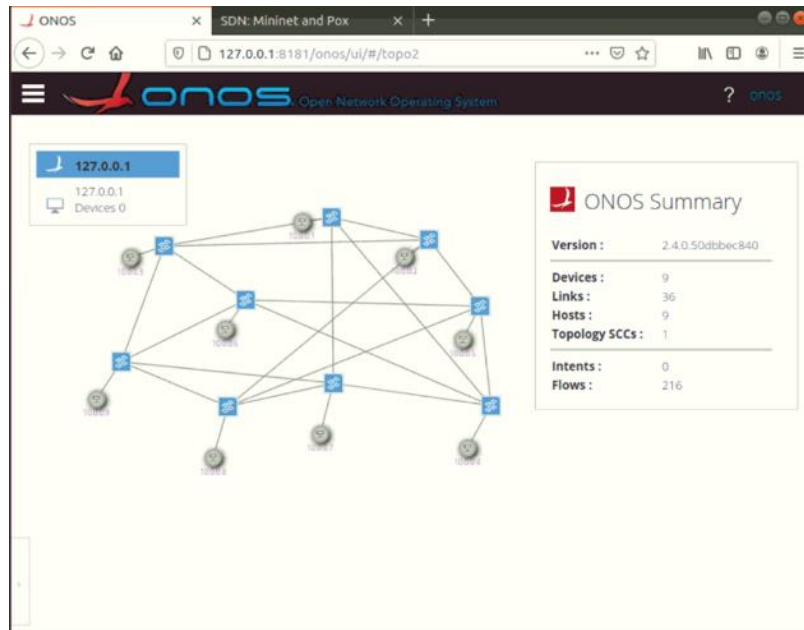 ONOS
SDN: Mininet and Pox
127.0.0.1:8181/onos/ui/#/topo2
onos Open Network Operating System
? onos
127.0.0.1
127.0.0.1
Devices 0
ONOS Summary
Version : 2.4.0.50dbbec840
Devices : 9
Links : 36
Hosts : 9
Topology SCCs : 1
Intents : 0
Flows : 216